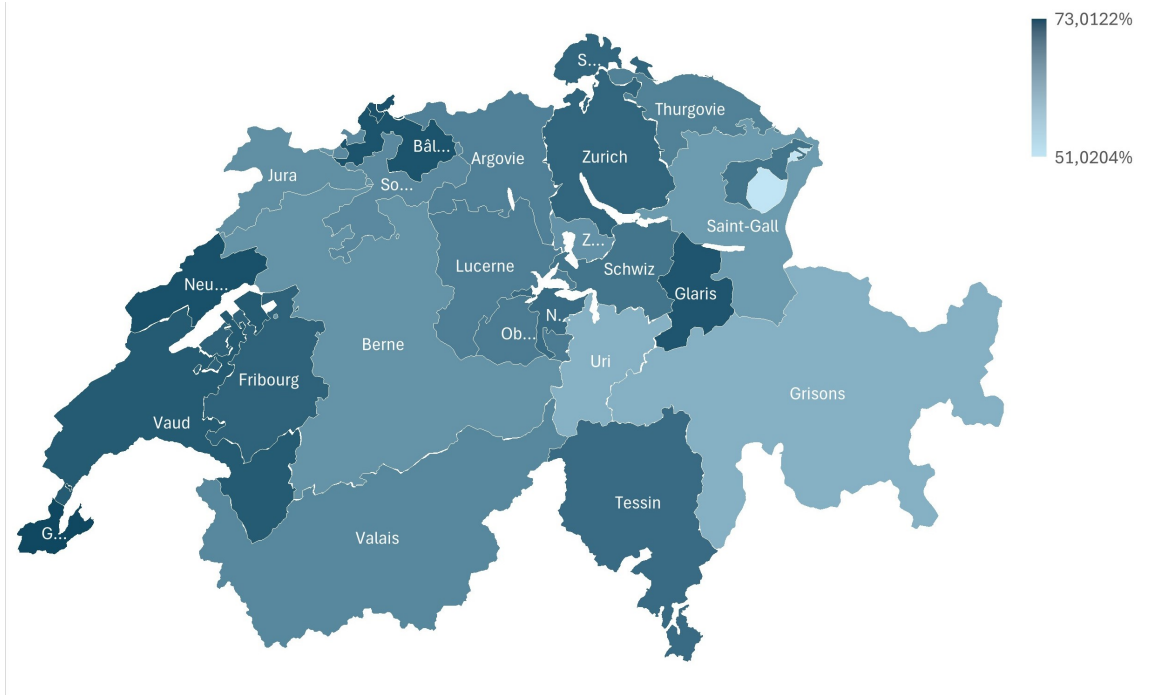 73,0122%
51,0204%
S...
Thurgovie
Bâl...
Argovie
Zurich
Jura
So...
Saint-Gall
Z...
Lucerne
Schwiz
Neu...
Glaris
N...
Ob...
Berne
Uri
Fribourg
Grisons
Vaud
Tessin
G...
Valais